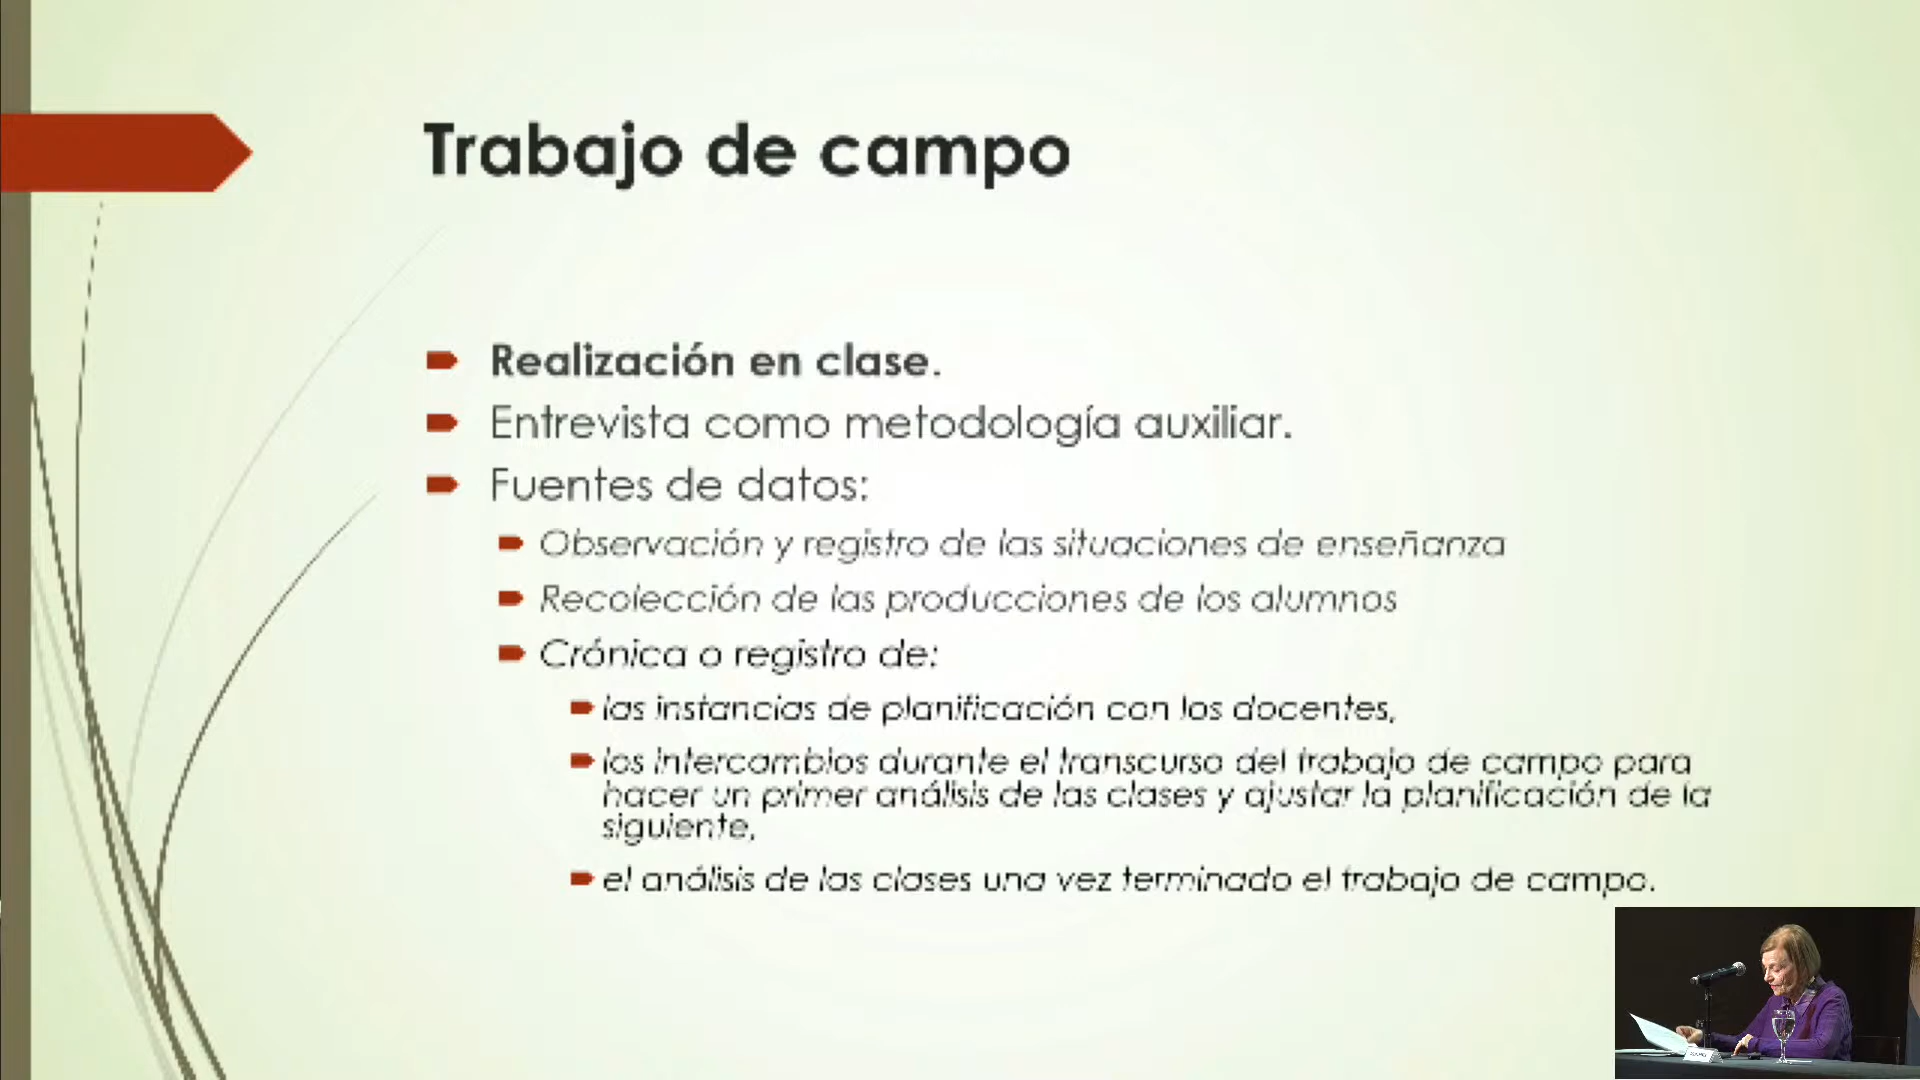 Trabajo de campo
Realización en clase.
Entrevista como metodología auxiliar.
Fuentes de datos:
Observación y registro de las situaciones de enseñanza
Recolección de las producciones de los alumnos
Crónica o registro de:
las instancias de planificación con los docentes,
los intercambios durante el transcurso del trabajo de campo para
hacer un primer análisis de las clases y ajustar la planificación de la
siguiente,
el análisis de las clases una vez terminado el trabajo de campo.